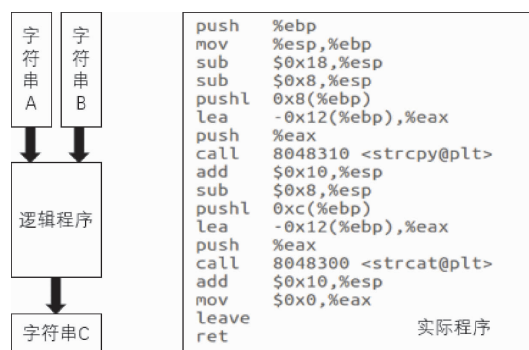 字符串A
字符串B
逻辑程序
字符串C
push %ebp
mov %esp,%ebp
sub $0x18,%esp
sub $0x8,%esp
pushl 0x8(%ebp)
lea -0x12(%ebp),%eax
push %eax
call 8048310 <strcpy@plt>
add $0x10,%esp
sub $0x8,%esp
pushl 0xc(%ebp)
lea -0x12(%ebp),%eax
push %eax
call 8048300 <strcat@plt>
add $0x10,%esp
mov $0x0,%eax
leave
ret
实际程序